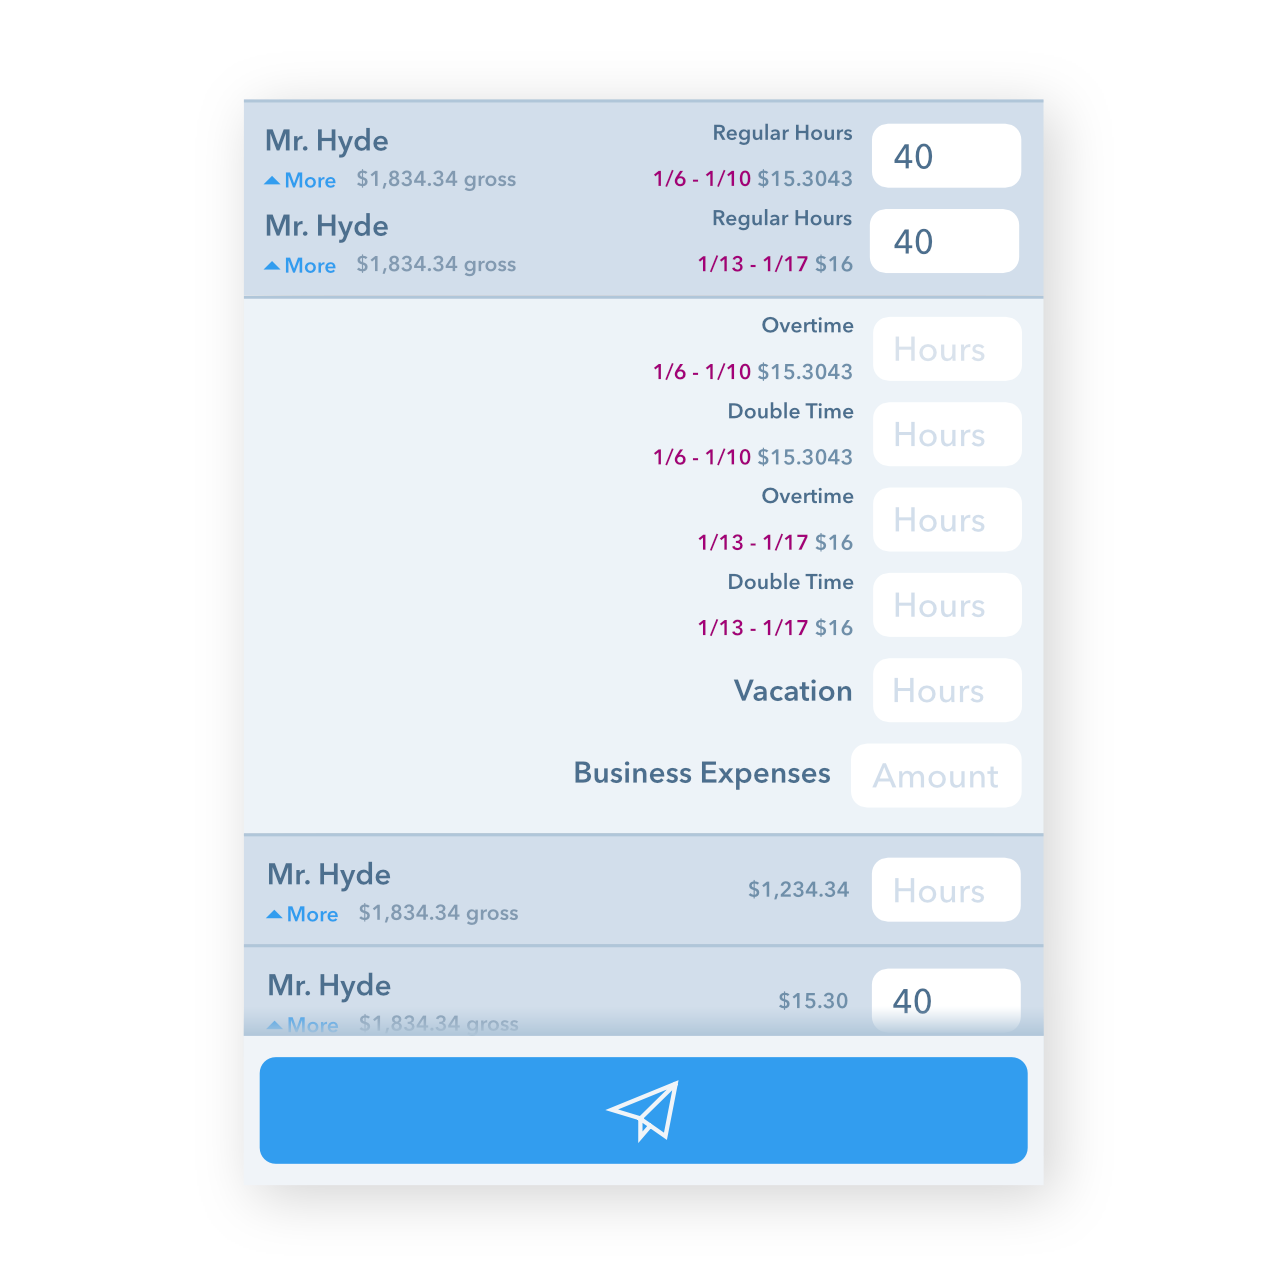 Mr. Hyde Regular Hours 40
More $1,834.34 gross 1/6 - 1/10 $15.3043
Mr. Hyde Regular Hours 40
More $1,834.34 gross 1/13 - 1/17 $16
Overtime Hours
1/6 - 1/10 $15.3043
Double Time Hours
1/6 - 1/10 $15.3043
Overtime Hours
1/13 - 1/17 $16
Double Time Hours
1/13 - 1/17 $16
Vacation Hours
Business Expenses Amount
Mr. Hyde $1,234.34 Hours
More $1,834.34 gross
Mr. Hyde $15.30 40
More $1,834.34 gross